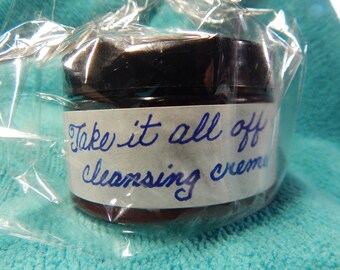 Take it all off
cleansing creme